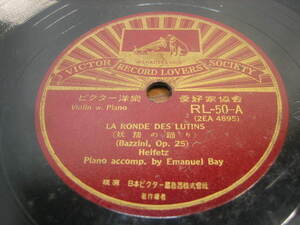 VICTOR RECORD LOVERS' SOCIETY
ビクター洋樂 愛好家協會
Violin w. Piano RL-50-A
(2EA 4895)
LA RONDE DES LUTINS
(妖精の踊り)
(Bazzini, Op. 25)
Heifetz
Piano accomp. by Emanuel Bay
日本ビクター蓄音器株式會社